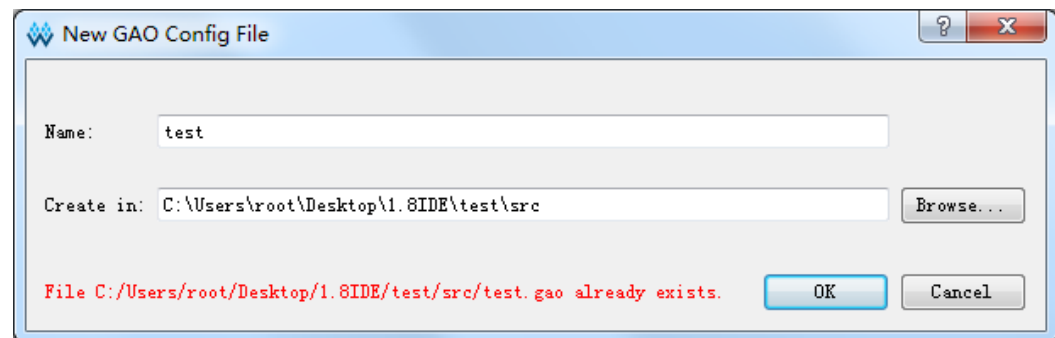 New GAO Config File
Name: test
Create in: C:\Users\root\Desktop\1.8IDE\test\src Browse...
File C:/Users/root/Desktop/1.8IDE/test/src/test.gao already exists. OK Cancel